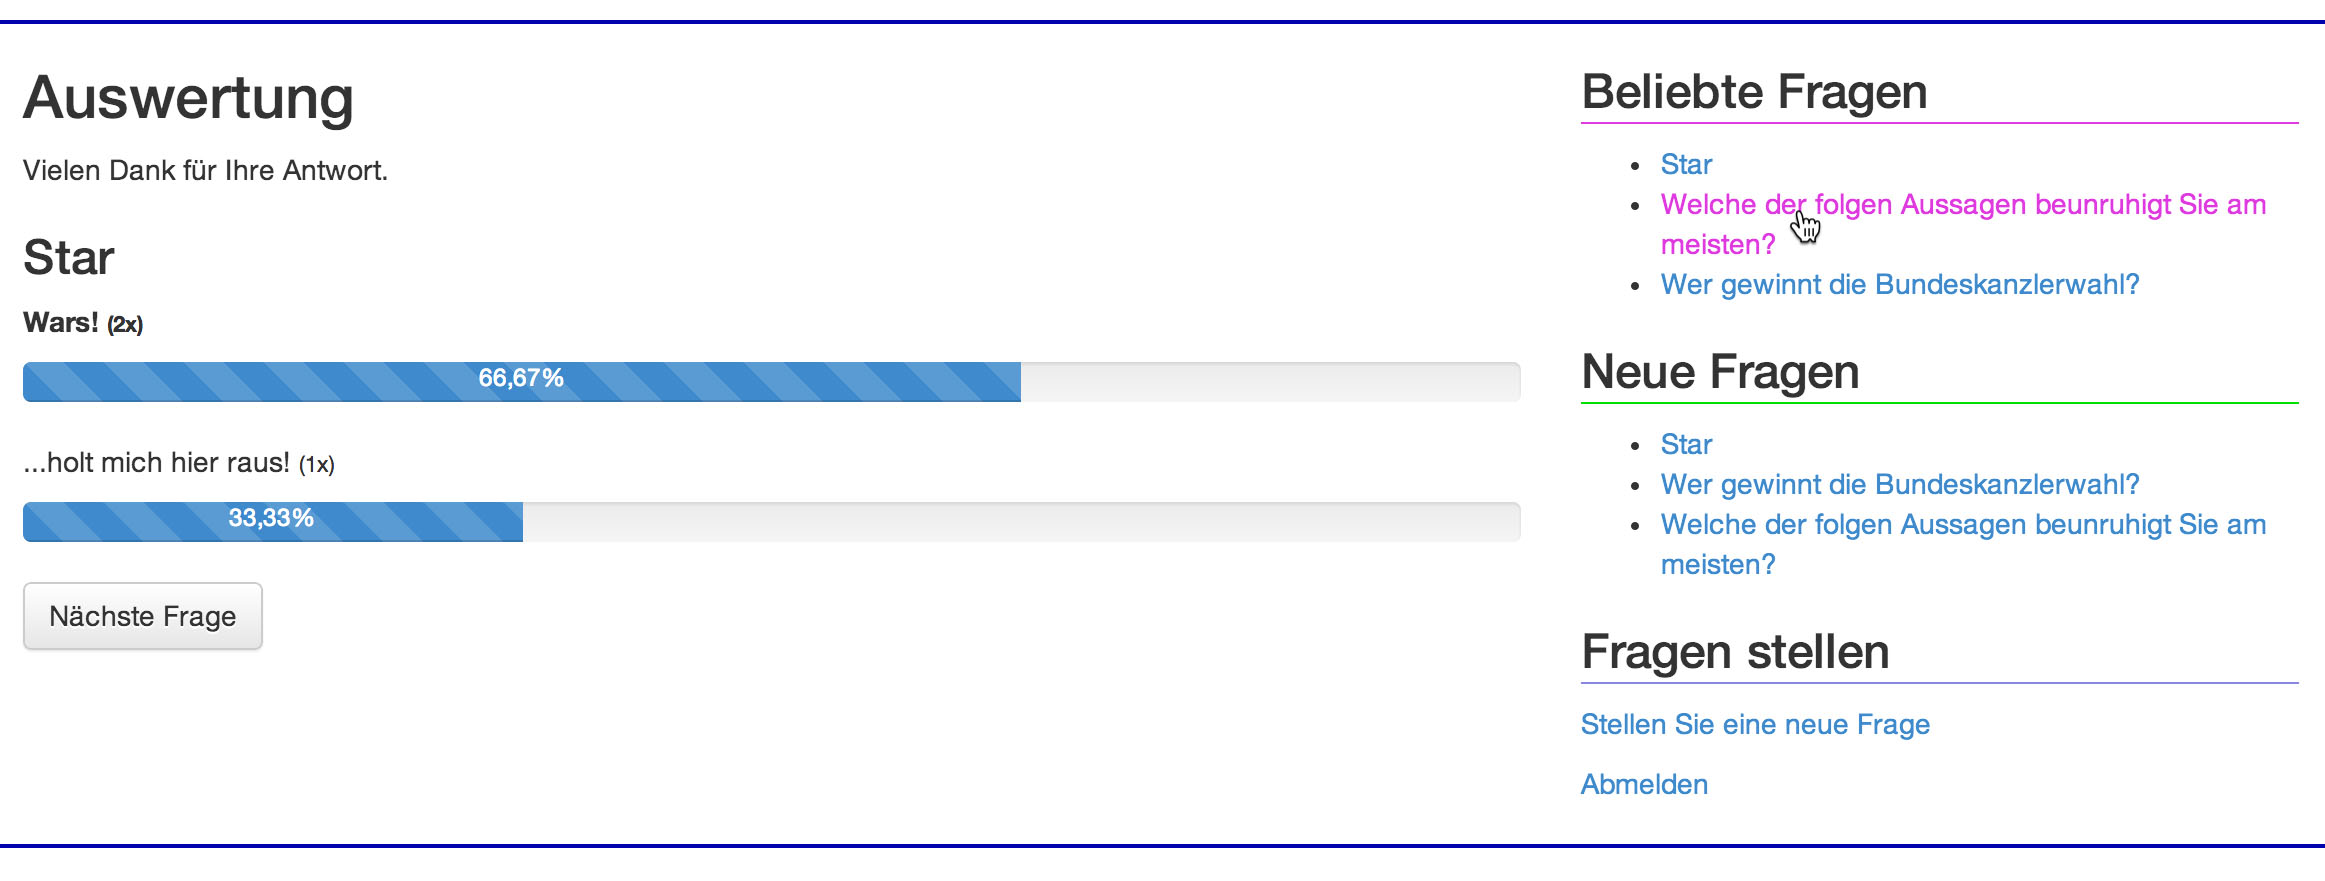 Auswertung
Vielen Dank für Ihre Antwort.
Star
Wars! (2x)
66,67%
...holt mich hier raus! (1x)
33,33%
Nächste Frage
Beliebte Fragen
Star
Welche der folgen Aussagen beunruhigt Sie am
meisten?
Wer gewinnt die Bundeskanzlerwahl?
Neue Fragen
Star
Wer gewinnt die Bundeskanzlerwahl?
Welche der folgen Aussagen beunruhigt Sie am
meisten?
Fragen stellen
Stellen Sie eine neue Frage
Abmelden